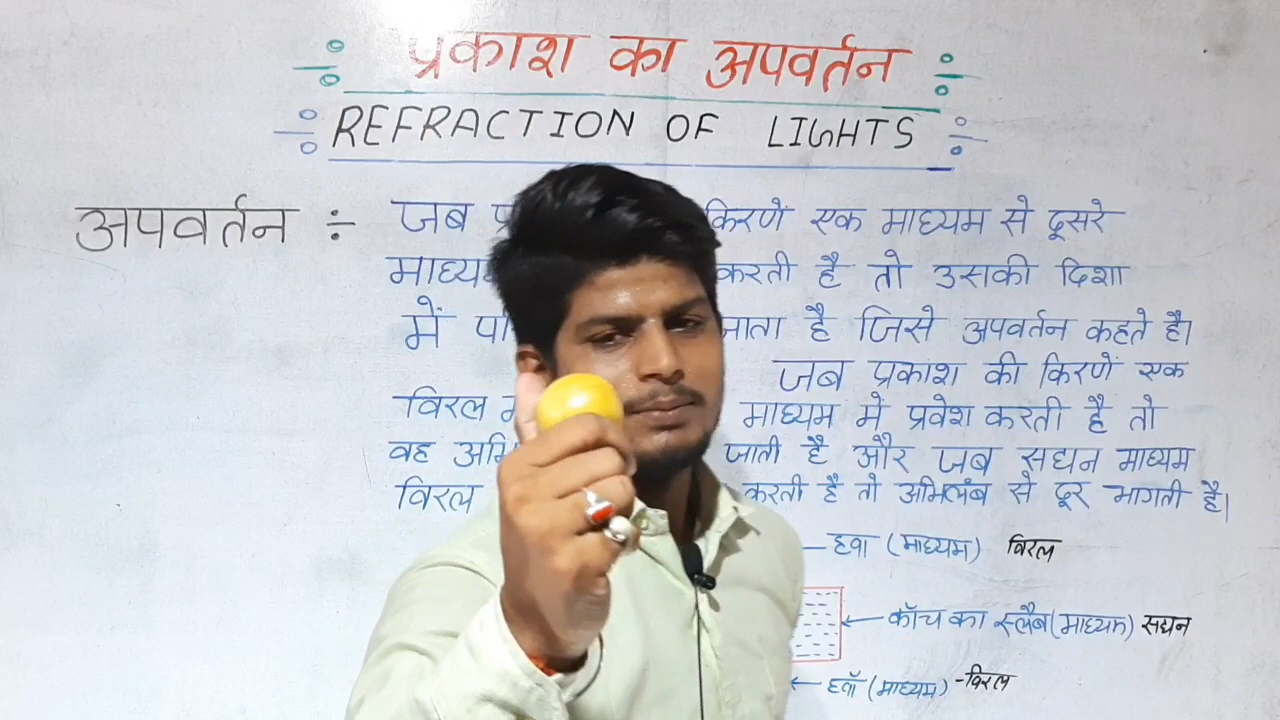 प्रकाश का अपवर्तन
REFRACTION OF LIGHTS
अपवर्तन ÷ जब किरणें एक माध्यम से दूसरे
करती है तो उसकी दिशा
में जाता है जिसे अपवर्तन कहते है।
जब प्रकाश की किरणें एक
विरल माध्यम में प्रवेश करती है तो
वह जाती है और जब सघन माध्यम
विरल करती है तो अभिलंब से दूर भागती है।
हवा (माध्यम) विरल
काँच का स्लैब (माध्यम) सघन
हवाँ (माध्यम) - विरल